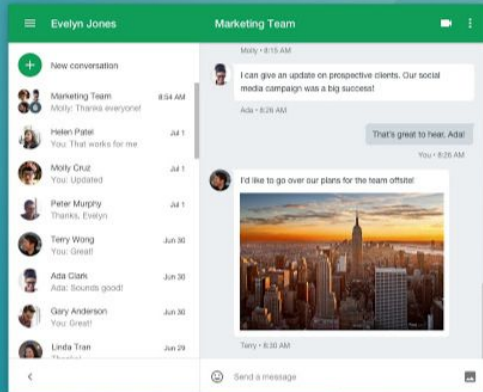 Evelyn Jones
Marketing Team
New conversation
Marketing Team
8:54 AM
Molly: Thanks everyone!
Helen Patel
Jul 1
You: That works for me
Molly Cruz
Jul 1
You: Updated
Peter Murphy
Jul 1
Thanks, Evelyn
Terry Wong
Jun 30
You: Great!
Ada Clark
Jun 30
Ada: Sounds good!
Gary Anderson
Jun 30
You: Great!
Linda Tran
Jun 29
Molly • 8:15 AM
I can give an update on prospective clients. Our social
media campaign was a big success!
Ada • 8:26 AM
That's great to hear, Ada!
You • 8:26 AM
I'd like to go over our plans for the team offsite!
Terry • 8:30 AM
Send a message